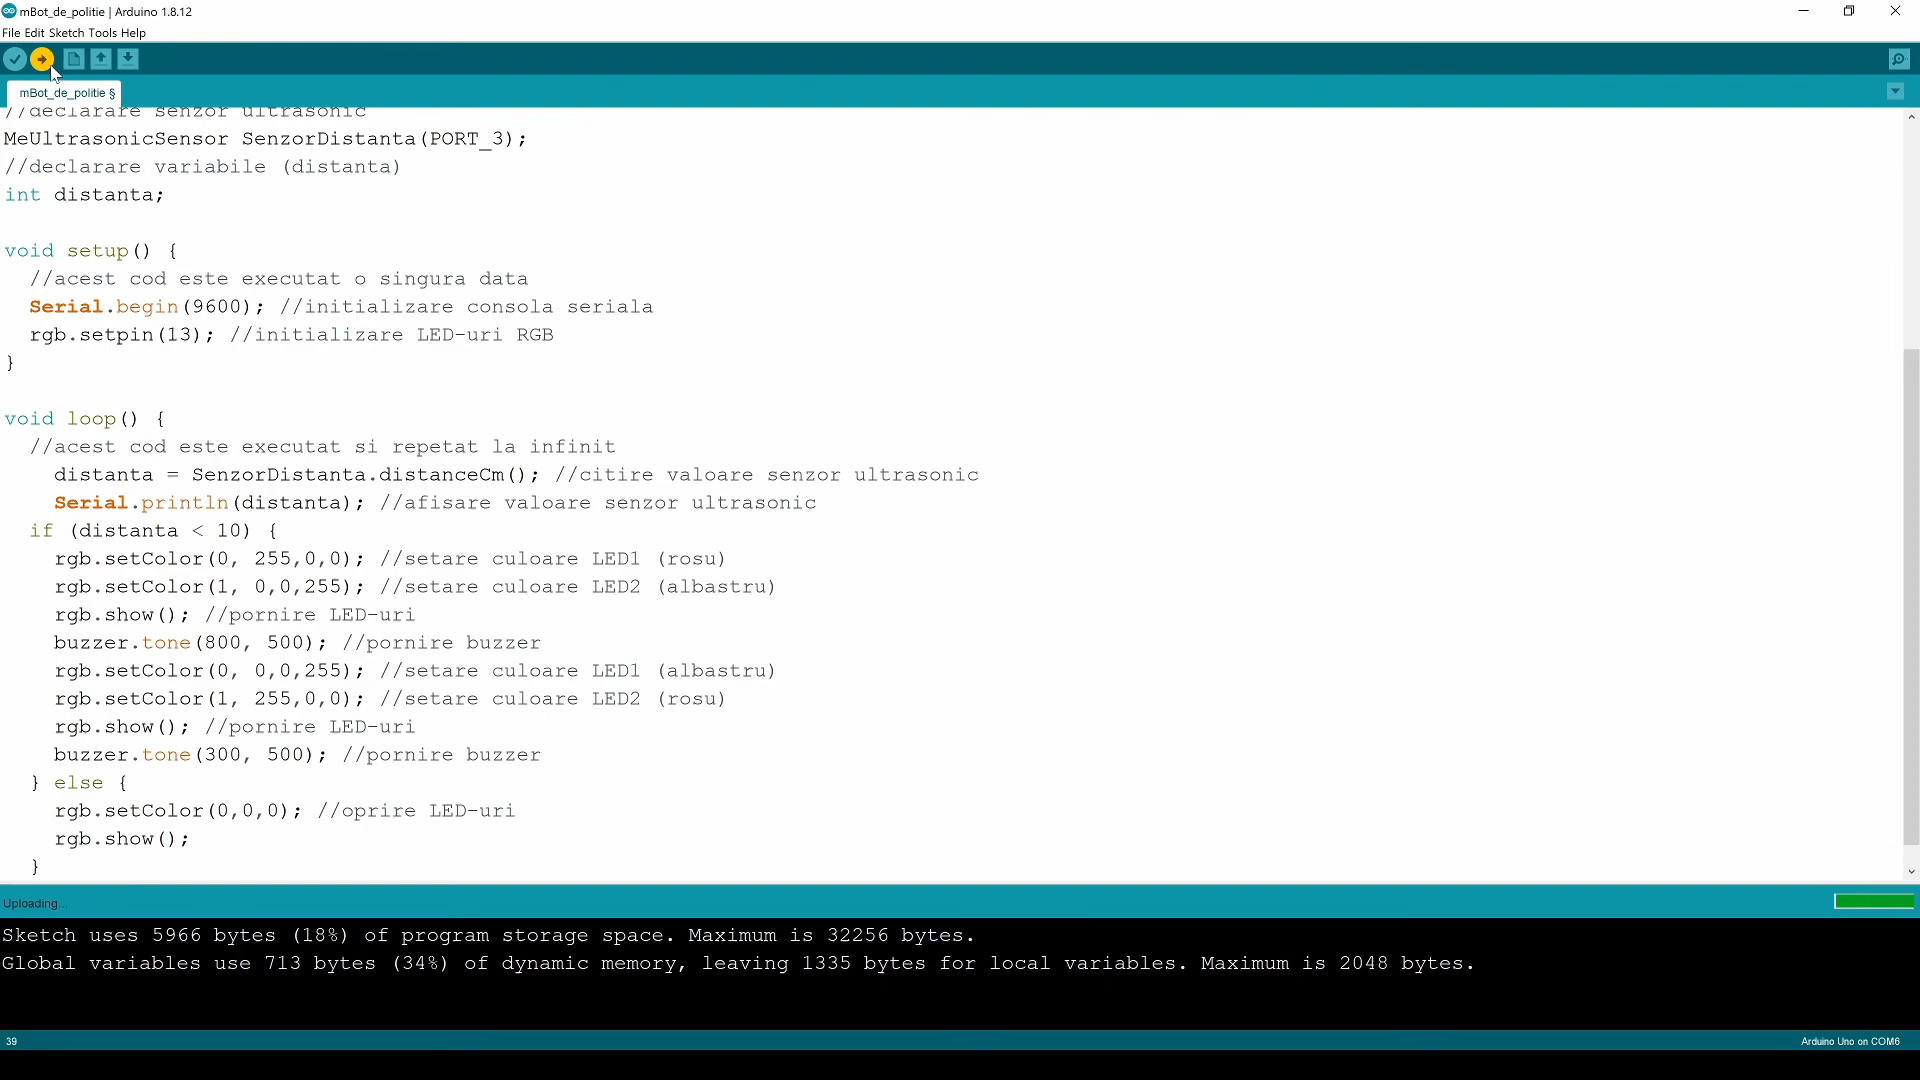 mBot_de_politie | Arduino 1.8.12
File Edit Sketch Tools Help
mBot_de_politie §
//declarare senzor ultrasonic
MeUltrasonicSensor SenzorDistanta(PORT_3);
//declarare variabile (distanta)
int distanta;
void setup() {
//acest cod este executat o singura data
Serial.begin(9600); //initializare consola seriala
rgb.setpin(13); //initializare LED-uri RGB
}
void loop() {
//acest cod este executat si repetat la infinit
distanta = SenzorDistanta.distanceCm(); //citire valoare senzor ultrasonic
Serial.println(distanta); //afisare valoare senzor ultrasonic
if (distanta < 10) {
rgb.setColor(0, 255,0,0); //setare culoare LED1 (rosu)
rgb.setColor(1, 0,0,255); //setare culoare LED2 (albastru)
rgb.show(); //pornire LED-uri
buzzer.tone(800, 500); //pornire buzzer
rgb.setColor(0, 0,0,255); //setare culoare LED1 (albastru)
rgb.setColor(1, 255,0,0); //setare culoare LED2 (rosu)
rgb.show(); //pornire LED-uri
buzzer.tone(300, 500); //pornire buzzer
} else {
rgb.setColor(0,0,0); //oprire LED-uri
rgb.show();
}
Uploading...
Sketch uses 5966 bytes (18%) of program storage space. Maximum is 32256 bytes.
Global variables use 713 bytes (34%) of dynamic memory, leaving 1335 bytes for local variables. Maximum is 2048 bytes.
39
Arduino Uno on COM6